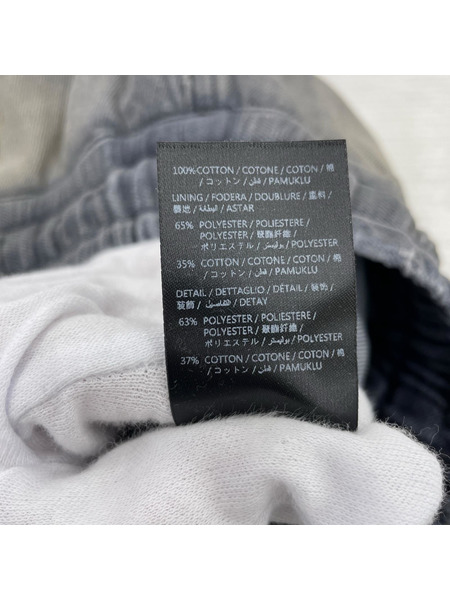 100%COTTON / COTONE / COTON / 棉
/ コットン / قطن / PAMUKLU
LINING / FODERA / DOUBLURE / 里料 /
裏地 / البطانة / ASTAR
65% POLYESTER / POLIESTERE /
POLYESTER / 聚酯纤维 /
ポリエステル / بوليستر / POLYESTER
35% COTTON / COTONE / COTON / 棉
/ コットン / قطن / PAMUKLU
DETAIL / DETTAGLIO / DÉTAIL / 装饰 /
装飾 / التفاصيل / DETAY
63% POLYESTER / POLIESTERE /
POLYESTER / 聚酯纤维 /
ポリエステル / بوليستر / POLYESTER
37% COTTON / COTONE / COTON / 棉
/ コットン / قطن / PAMUKLU